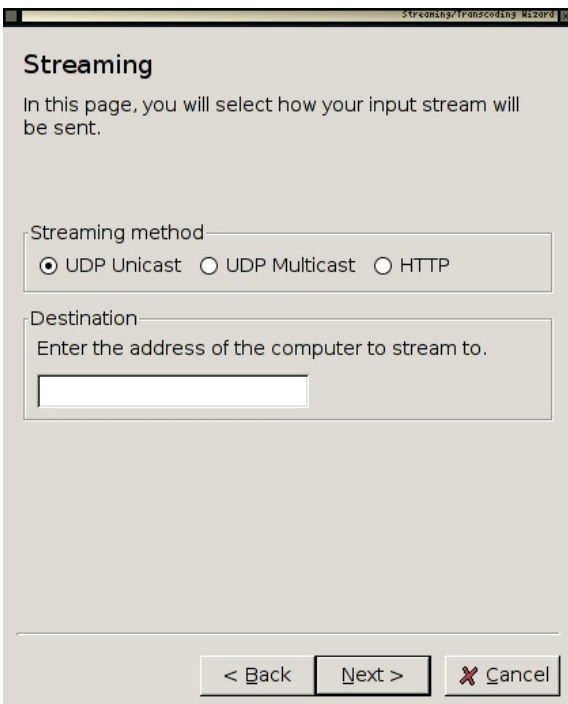 Streaming/Transcoding Wizard
Streaming
In this page, you will select how your input stream will
be sent.
Streaming method
UDP Unicast UDP Multicast HTTP
Destination
Enter the address of the computer to stream to.
< Back Next > Cancel